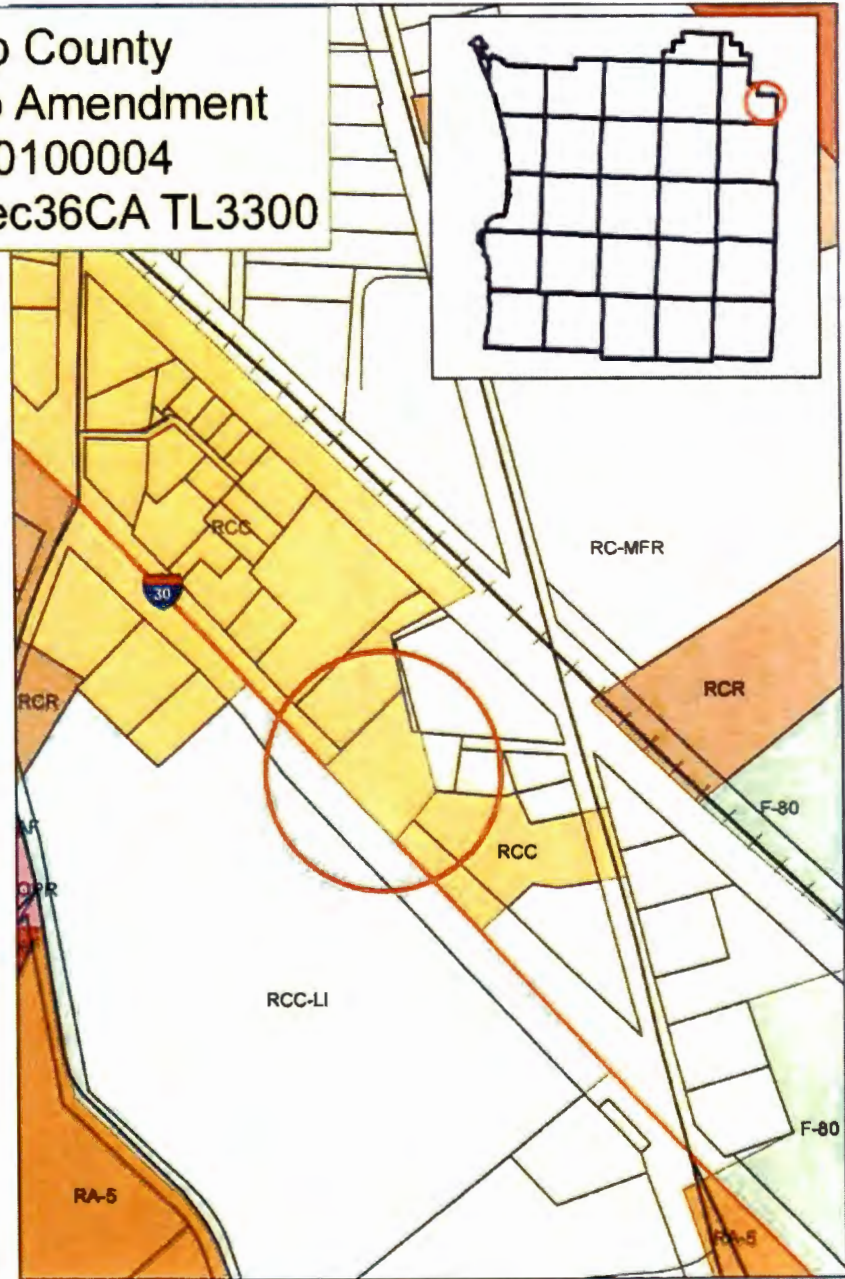 o County
o Amendment
0100004
ec36CA TL3300
RCC
RC-MFR
30
RCR
RCR
F-80
AF
RCC
RCC-LI
F-80
RA-5
RA-5